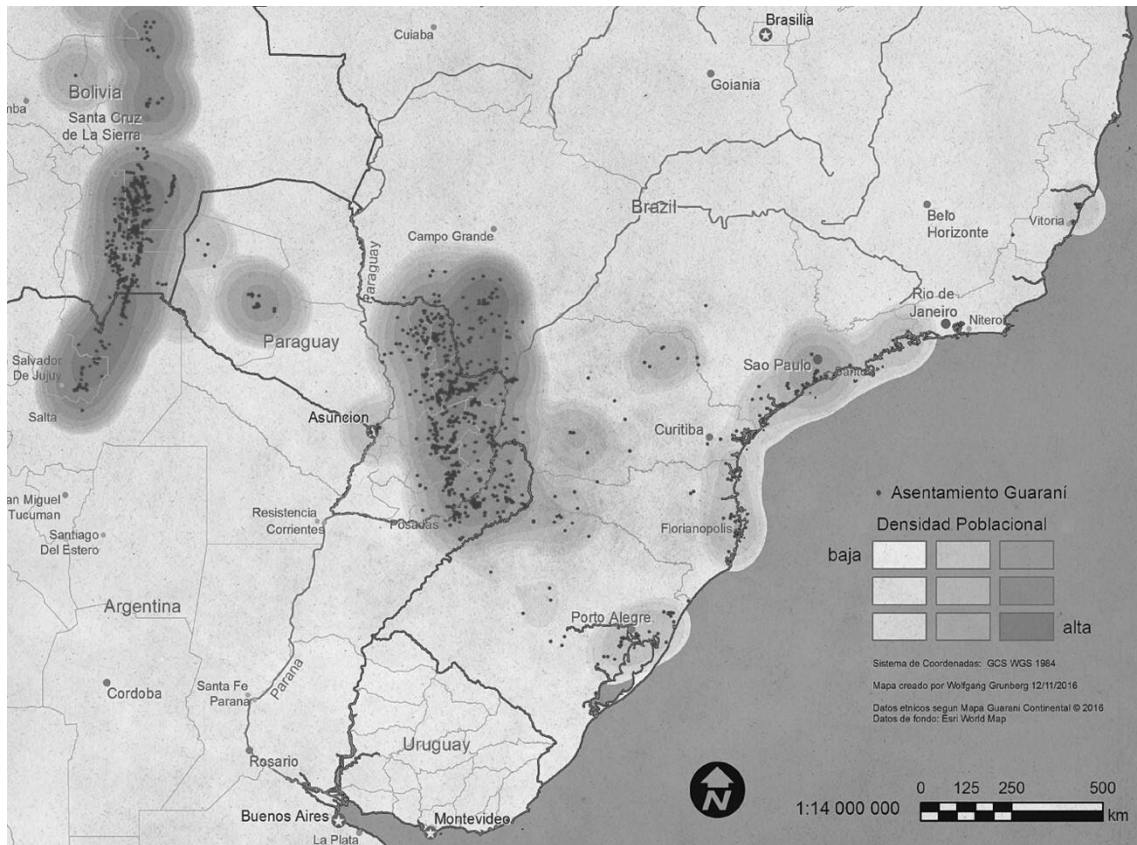 Brasilia
Cuiaba
Goiania
Bolivia
mba
Santa Cruz
de La Sierra
Brazil
Belo
Horizonte
Vitoria
Campo Grande
Paraguay
Rio de
Janeiro
Niteroi
Paraguay
Salvador
De Jujuy
Sao Paulo
Santo
Salta
Asuncion
Curitiba
an Miguel
Tucuman
Resistencia
Corrientes
Posadas
Florianopolis
Santiago
Del Estero
Asentamiento Guaraní
Densidad Poblacional
baja
alta
Argentina
Porto Alegre
Sistema de Coordenadas: GCS WGS 1984
Mapa creado por Wolfgang Grunberg 12/11/2016
Datos etnicos segun Mapa Guarani Continental © 2016
Datos de fondo: Esri World Map
Cordoba
Santa Fe
Parana
Parana
Uruguay
Rosario
Buenos Aires
La Plata
Montevideo
N
1:14 000 000
0 125 250 500
km